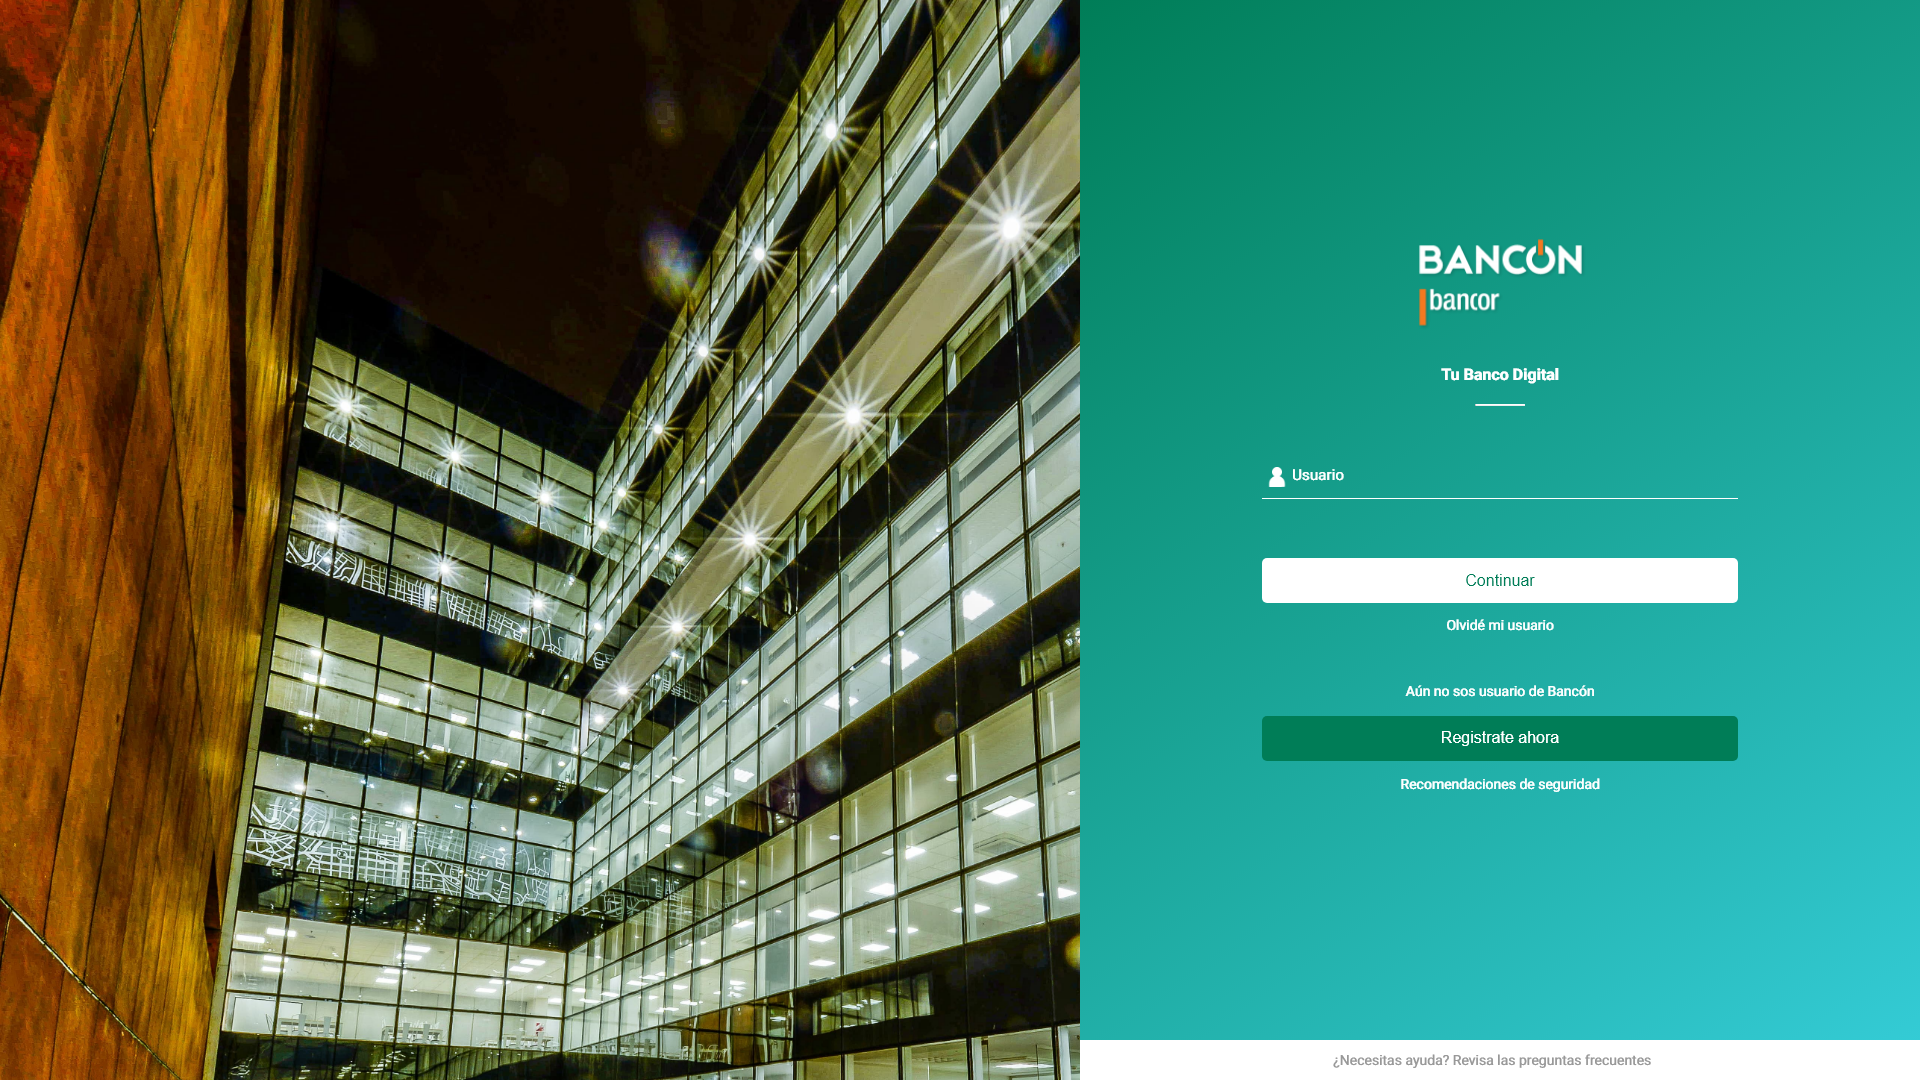 BANCÓN
bancor
Tu Banco Digital
Usuario
Continuar
Olvidé mi usuario
Aún no sos usuario de Bancón
Registrate ahora
Recomendaciones de seguridad
¿Necesitas ayuda? Revisa las preguntas frecuentes